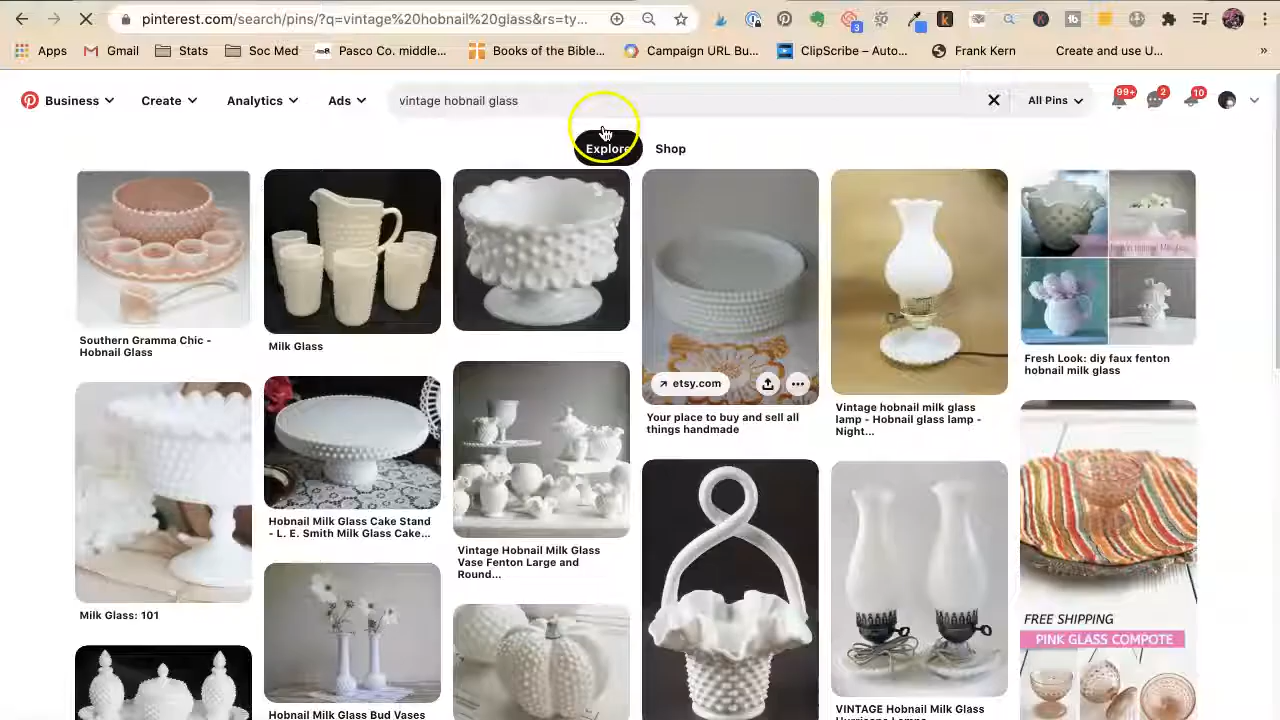 pinterest.com/search/pins/?q=vintage%20hobnail%20glass&rs=ty...
3
Apps
Gmail
Stats
Soc Med
Pasco Co. middle...
Books of the Bible...
Campaign URL Bu...
ClipScribe – Auto...
Frank Kern
Create and use U...
»
Business
Create
Analytics
Ads
vintage hobnail glass
All Pins
99+
2
10
Explore
Shop
Southern Gramma Chic -
Hobnail Glass
Milk Glass
etsy.com
Your place to buy and sell all
things handmade
Vintage hobnail milk glass
lamp - Hobnail glass lamp -
Night...
Fresh Look: diy faux fenton
hobnail milk glass
Milk Glass: 101
Hobnail Milk Glass Cake Stand
- L. E. Smith Milk Glass Cake...
Vintage Hobnail Milk Glass
Vase Fenton Large and
Round...
FREE SHIPPING
PINK GLASS COMPOTE
Hobnail Milk Glass Bud Vases
VINTAGE Hobnail Milk Glass
Hurricane Lamps